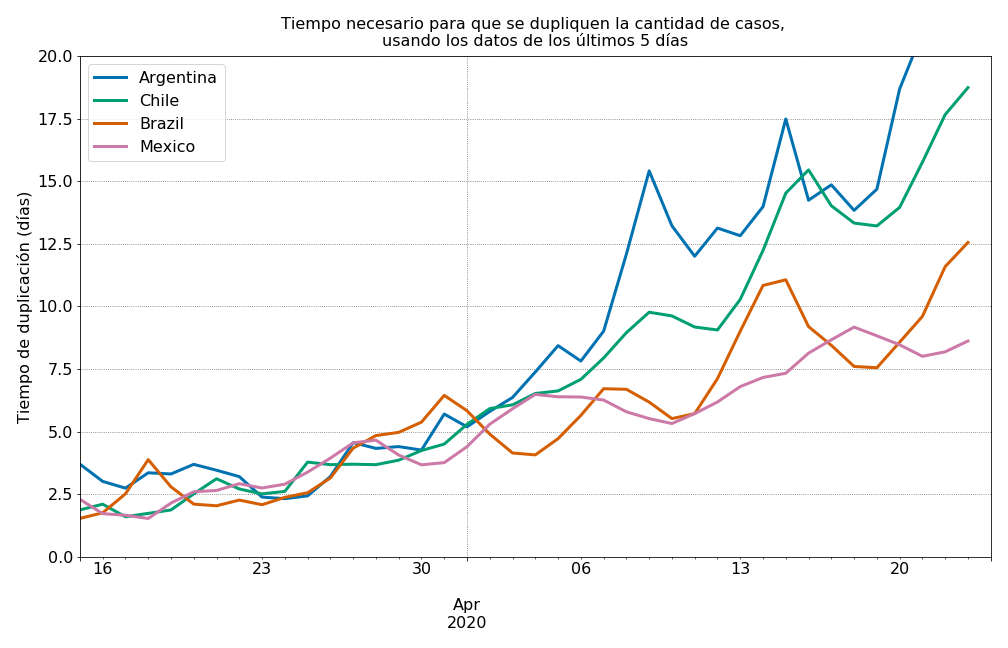 Tiempo necesario para que se dupliquen la cantidad de casos,
usando los datos de los últimos 5 días
Argentina
Chile
Brazil
Mexico
Tiempo de duplicación (días)
20.0
17.5
15.0
12.5
10.0
7.5
5.0
2.5
0.0
16
23
30
06
13
20
Apr
2020